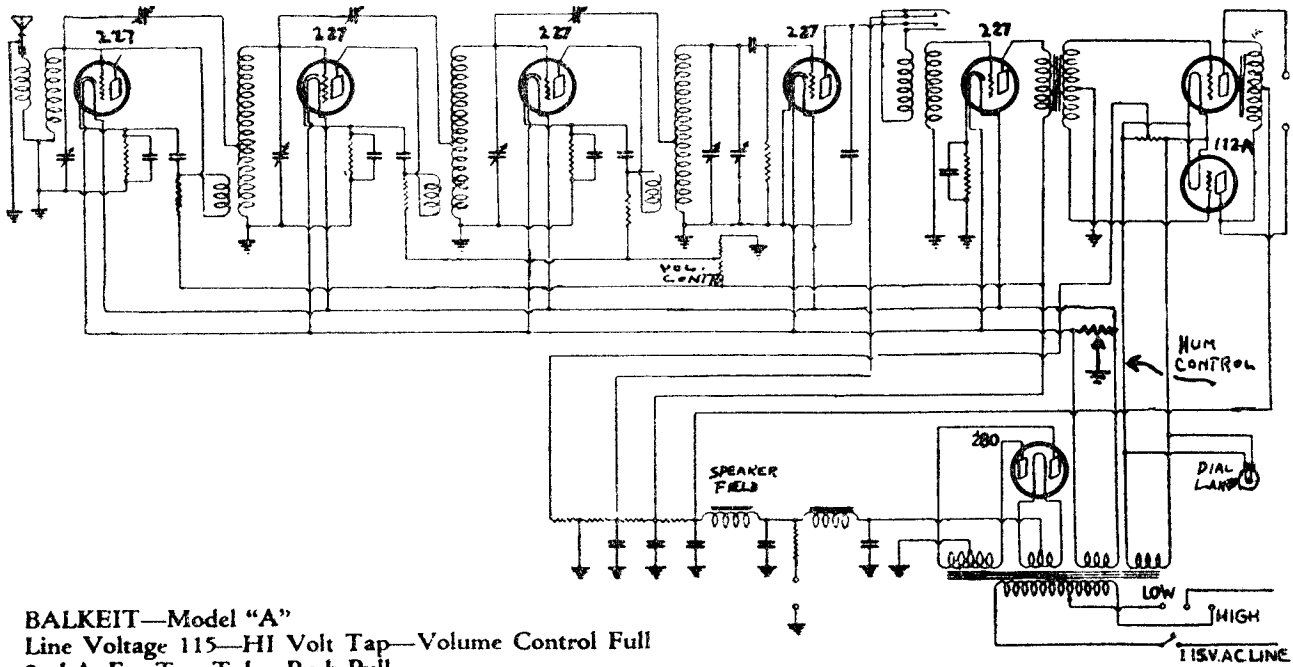 227
227
227
227
227
112A
VOL.
CONTR
HUM
CONTROL
280
SPEAKER
FIELD
DIAL
LAMP
LOW
HIGH
115V. AC LINE
BALKEIT—Model "A"
Line Voltage 115—HI Volt Tap—Volume Control Full